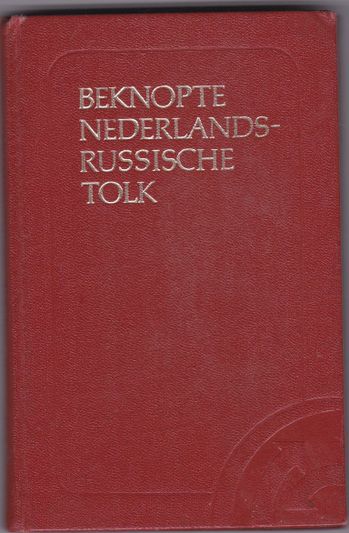 BEKNOPTE
NEDERLANDS-
RUSSISCHE
TOLK